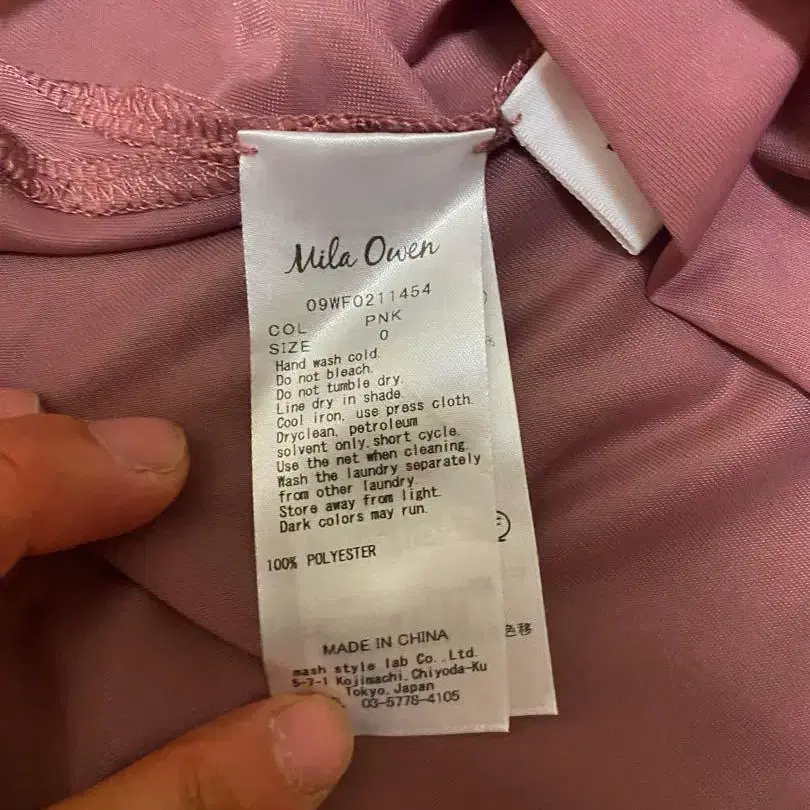 Mila Owen
09WFO211454
COL PNK
SIZE 0
Hand wash cold.
Do not bleach.
Do not tumble dry.
Line dry in shade.
Cool iron, use press cloth.
Dryclean, petroleum
solvent only.short cycle.
Use the net when cleaning.
Wash the laundry separately
from other laundry.
Store away from light.
Dark colors may run.
100% POLYESTER
MADE IN CHINA
mash style lab Co.,Ltd.
5-7-1 Kojimachi,Chiyoda-Ku
Tokyo,Japan
03-5778-4105
%
色移